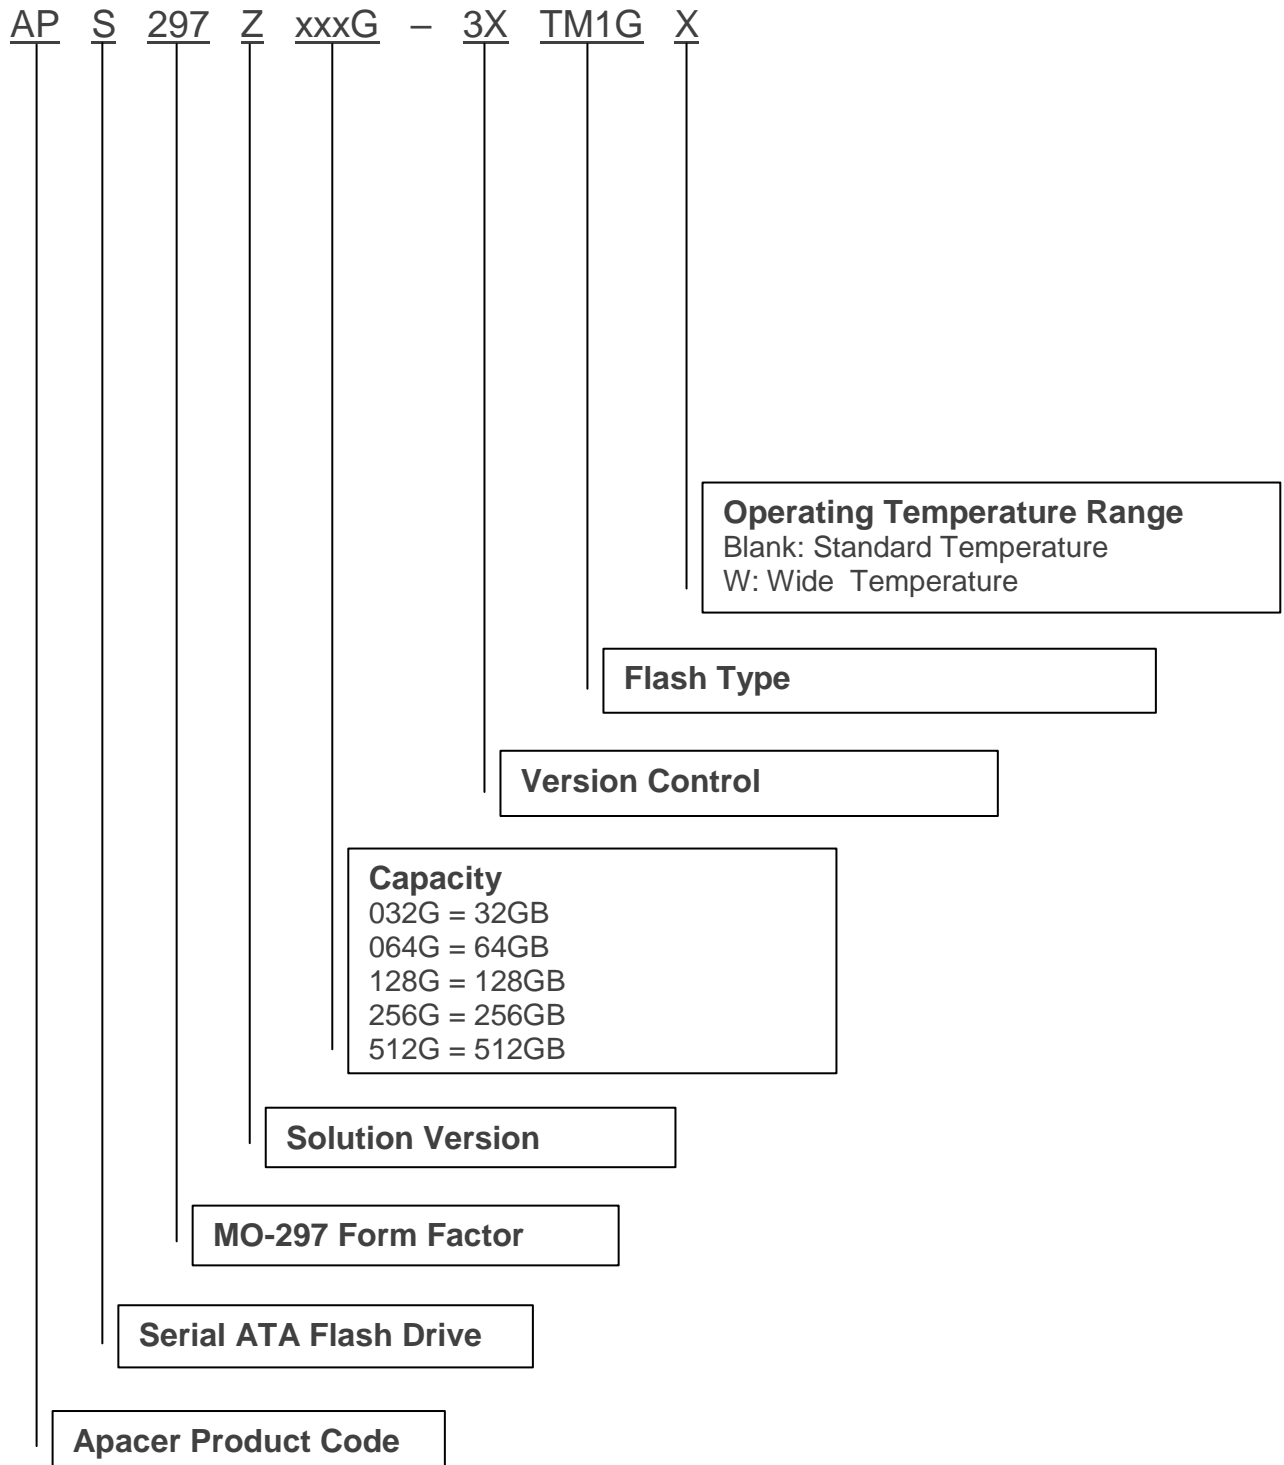 AP S 297 Z xxxG – 3X TM1G X
Operating Temperature Range
Blank: Standard Temperature
W: Wide Temperature
Flash Type
Version Control
Capacity
032G = 32GB
064G = 64GB
128G = 128GB
256G = 256GB
512G = 512GB
Solution Version
MO-297 Form Factor
Serial ATA Flash Drive
Apacer Product Code